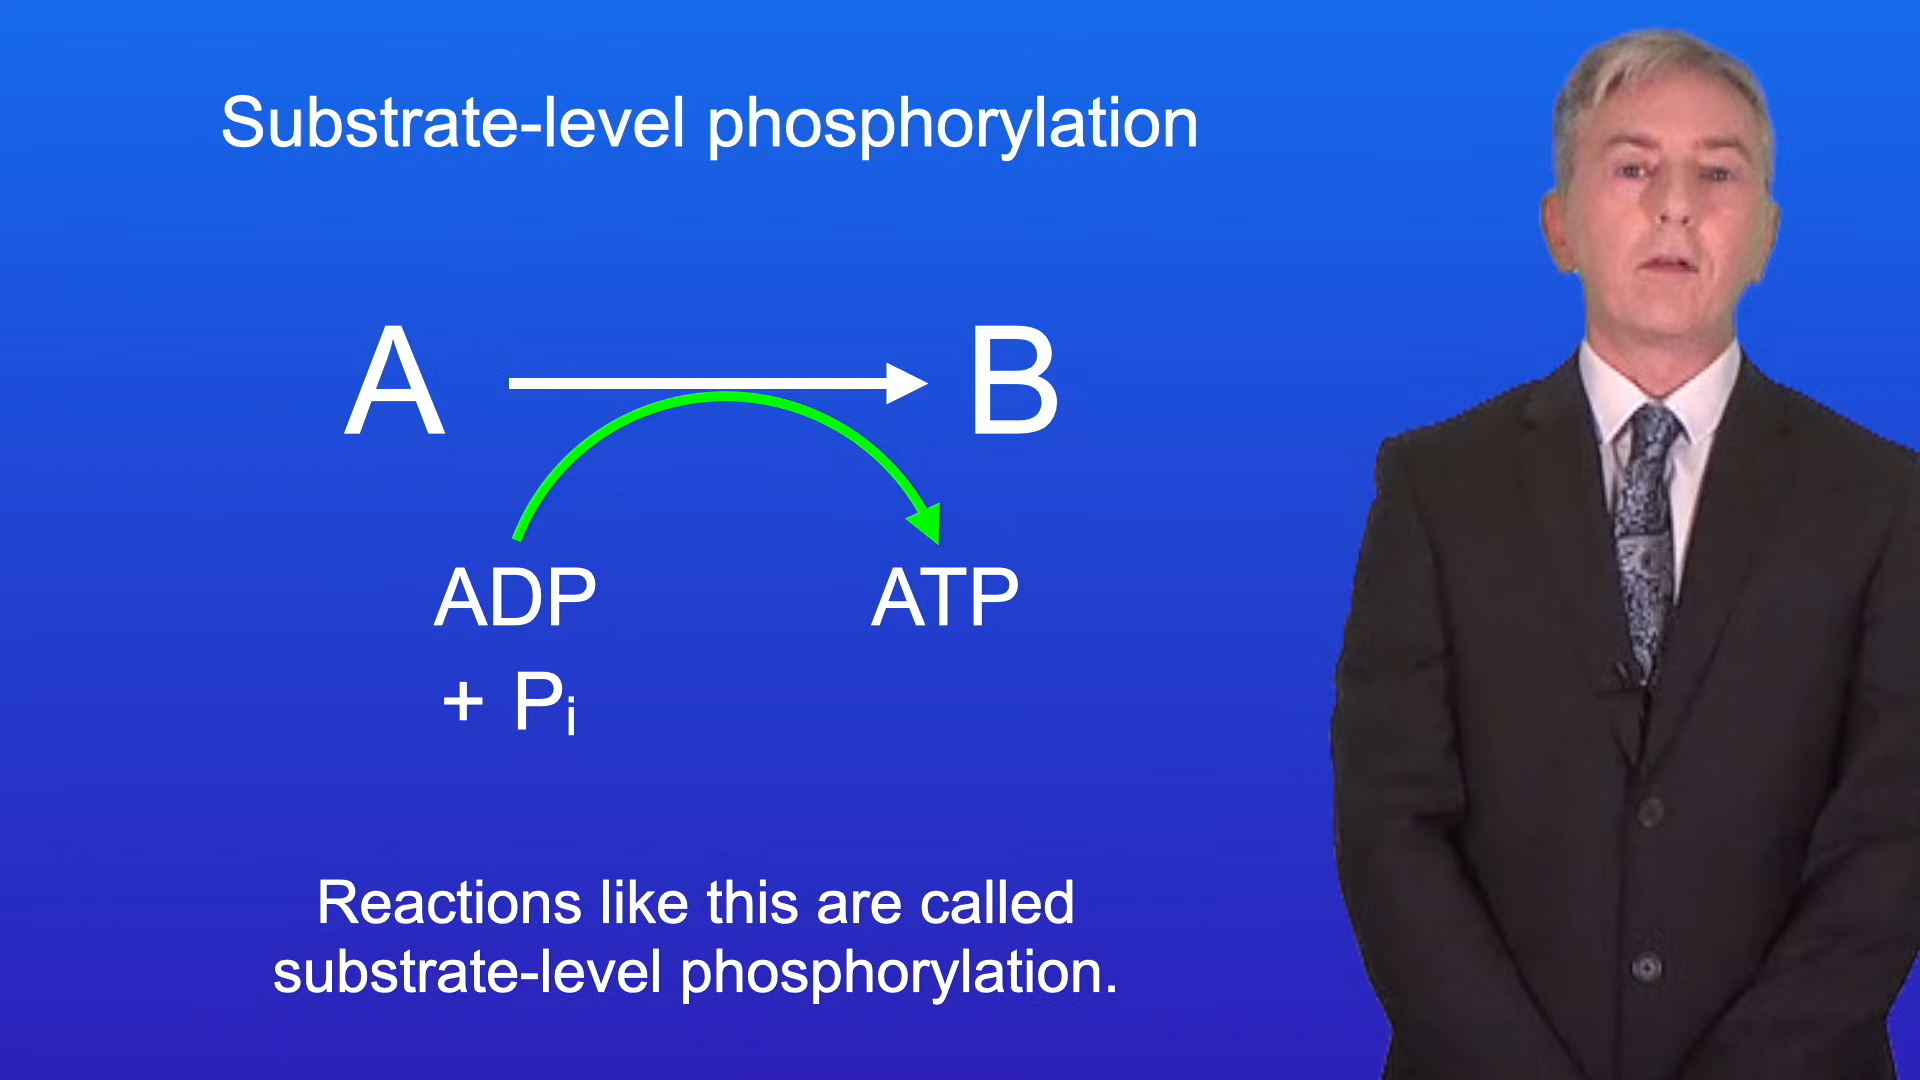 Substrate-level phosphorylation
A B
ADP ATP
+ Pi
Reactions like this are called
substrate-level phosphorylation.